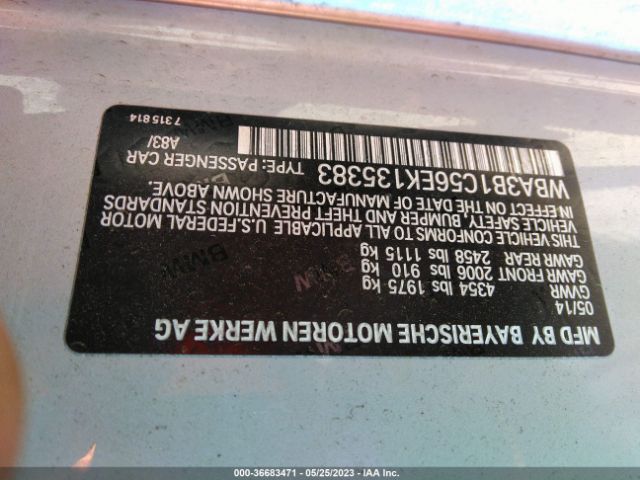 MFD BY BAYERISCHE MOTOREN WERKE AG
05/14
GVWR 4354 lbs 1975 kg
GAWR FRONT 2006 lbs 910 kg
GAWR REAR 2458 lbs 1115 kg
THIS VEHICLE CONFORMS TO ALL APPLICABLE U.S.FEDERAL MOTOR
VEHICLE SAFETY, BUMPER AND THEFT PREVENTION STANDARDS
IN EFFECT ON THE DATE OF MANUFACTURE SHOWN ABOVE.
WBA3B1C56EK135383 TYPE: PASSENGER CAR
A83/
7 315 814
000-36683471 - 05/25/2023 - IAA Inc.